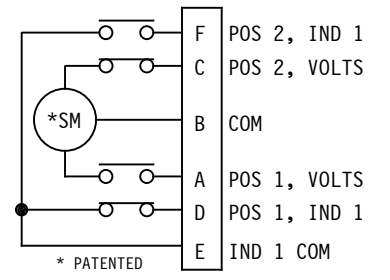 F POS 2, IND 1
C POS 2, VOLTS
*SM
B COM
A POS 1, VOLTS
D POS 1, IND 1
E IND 1 COM
* PATENTED